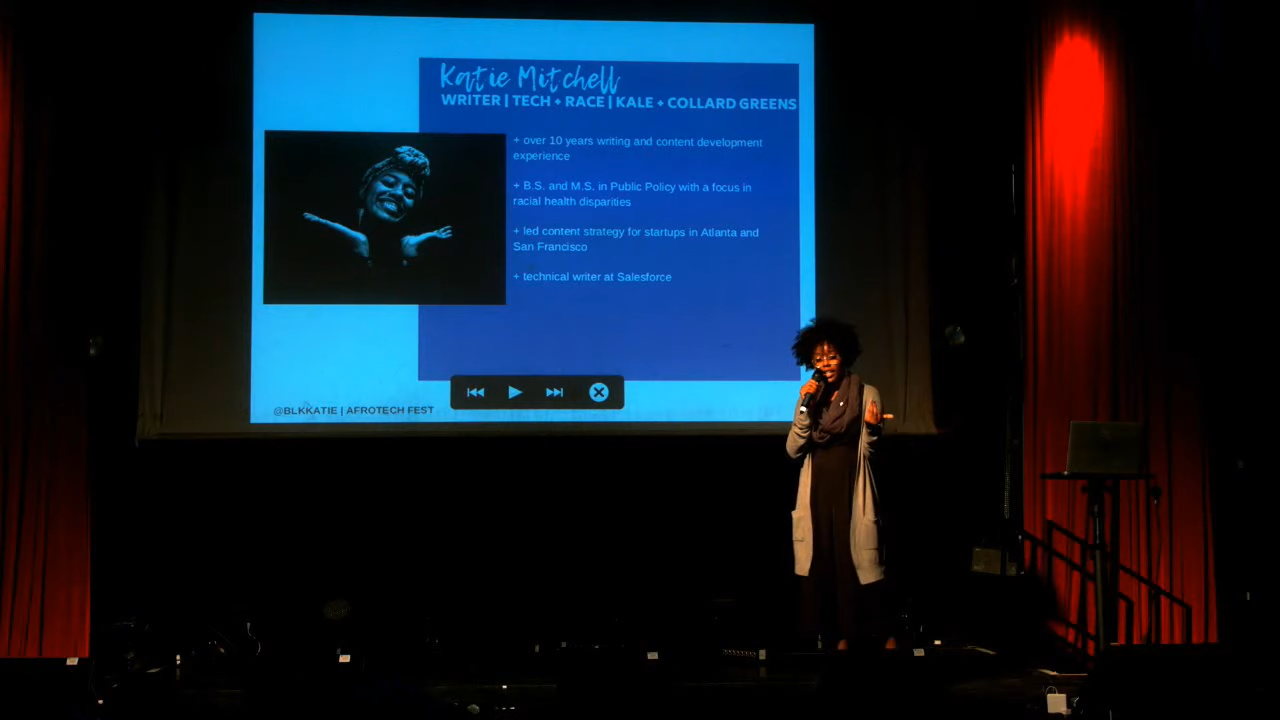 Katie Mitchell
WRITER | TECH + RACE | KALE + COLLARD GREENS
+ over 10 years writing and content development
experience
+ B.S. and M.S. in Public Policy with a focus in
racial health disparities
+ led content strategy for startups in Atlanta and
San Francisco
+ technical writer at Salesforce
@BLKKATIE | AFROTECH FEST